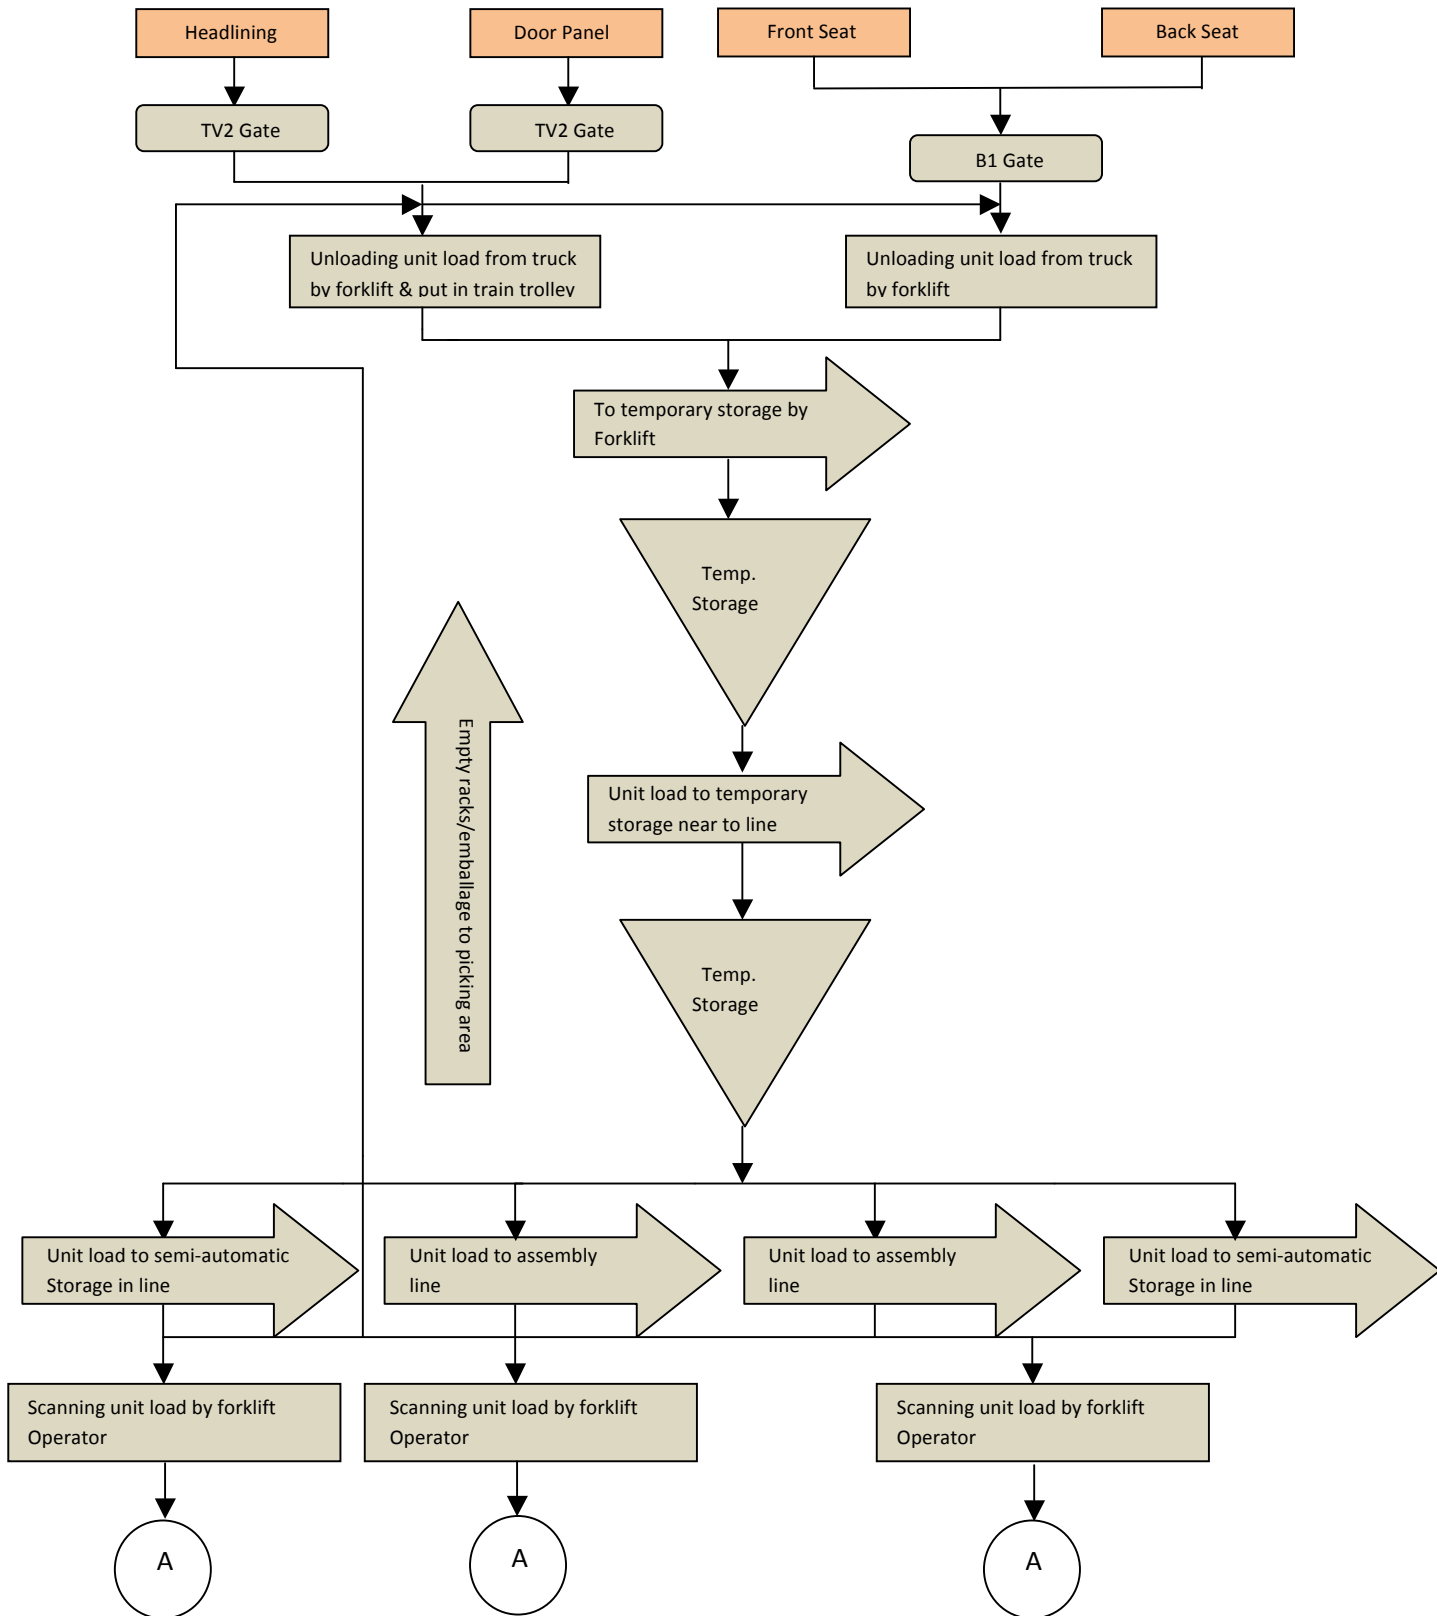 Headlining
Door Panel
Front Seat
Back Seat
TV2 Gate
TV2 Gate
B1 Gate
Unloading unit load from truck
by forklift & put in train trolley
Unloading unit load from truck
by forklift
To temporary storage by
Forklift
Temp.
Storage
Empty racks/emballage to picking area
Unit load to temporary
storage near to line
Temp.
Storage
Unit load to semi-automatic
Storage in line
Unit load to assembly
line
Unit load to assembly
line
Unit load to semi-automatic
Storage in line
Scanning unit load by forklift
Operator
Scanning unit load by forklift
Operator
Scanning unit load by forklift
Operator
A
A
A